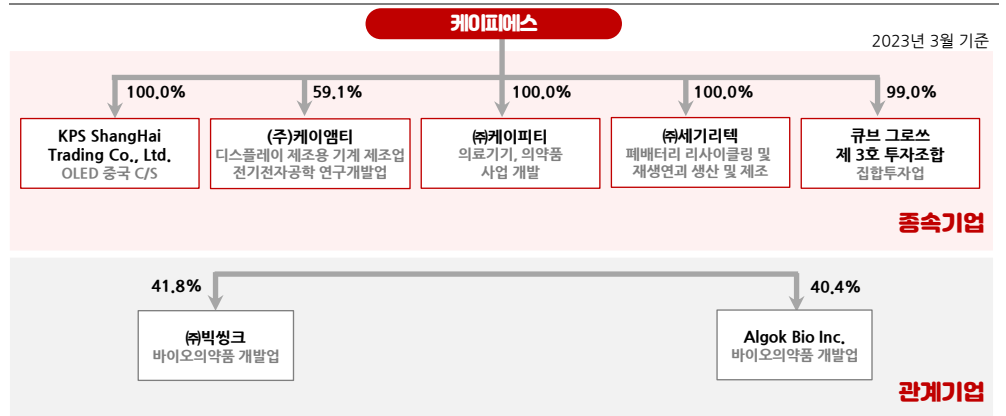 케이피에스
2023년 3월 기준
100.0%
59.1%
100.0%
100.0%
99.0%
KPS ShangHai
Trading Co., Ltd.
OLED 중국 C/S
(주)케이앰티
디스플레이 제조용 기계 제조업
전기전자공학 연구개발업
㈜케이피티
의료기기, 의약품
사업 개발
㈜세기리텍
폐배터리 리사이클링 및
재생연괴 생산 및 제조
큐브 그로쓰
제 3호 투자조합
집합투자업
종속기업
41.8%
40.4%
㈜빅씽크
바이오의약품 개발업
Algok Bio Inc.
바이오의약품 개발업
관계기업